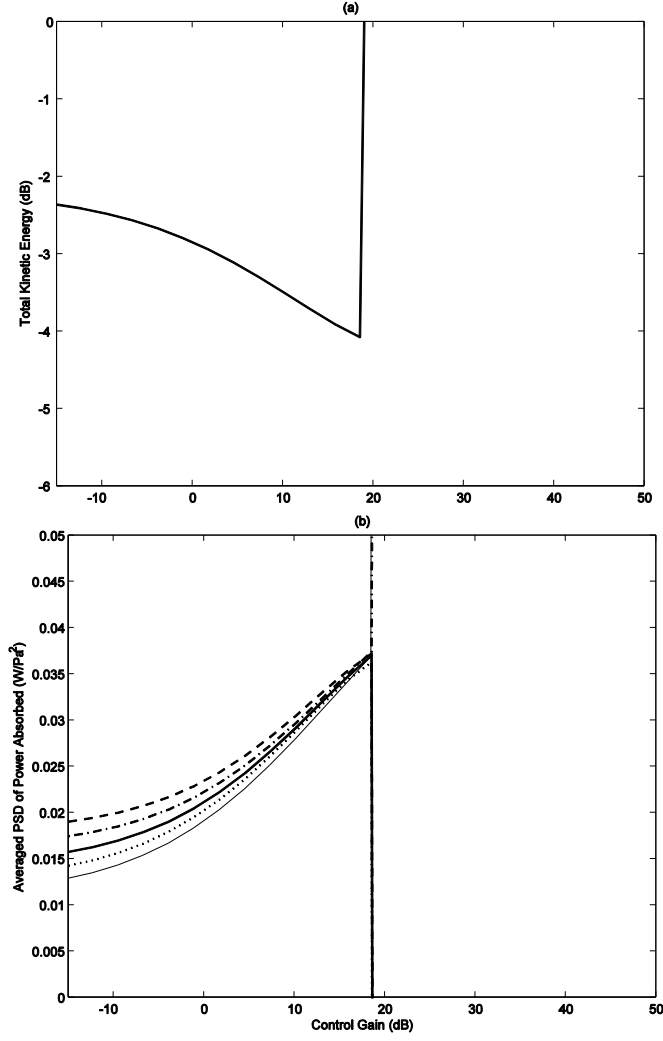 (a)
0
-1
-2
-3
-4
-5
-6
Total Kinetic Energy (dB)
-10 0 10 20 30 40 50
(b)
0.05
0.045
0.04
0.035
0.03
0.025
0.02
0.015
0.01
0.005
0
Averaged PSD of Power Absorbed (W/Pa²)
-10 0 10 20 30 40 50
Control Gain (dB)